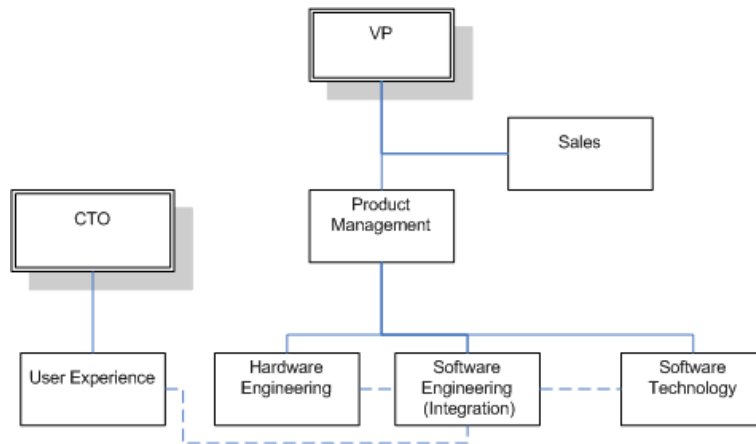 VP
Sales
CTO
Product
Management
User Experience
Hardware
Engineering
Software
Engineering
(Integration)
Software
Technology